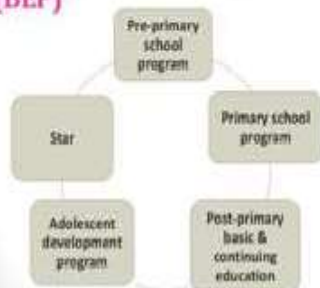 (BEP)
Pre-primary
school
program
Primary school
program
Post-primary
basic &
continuing
education
Adolescent
development
program
Star